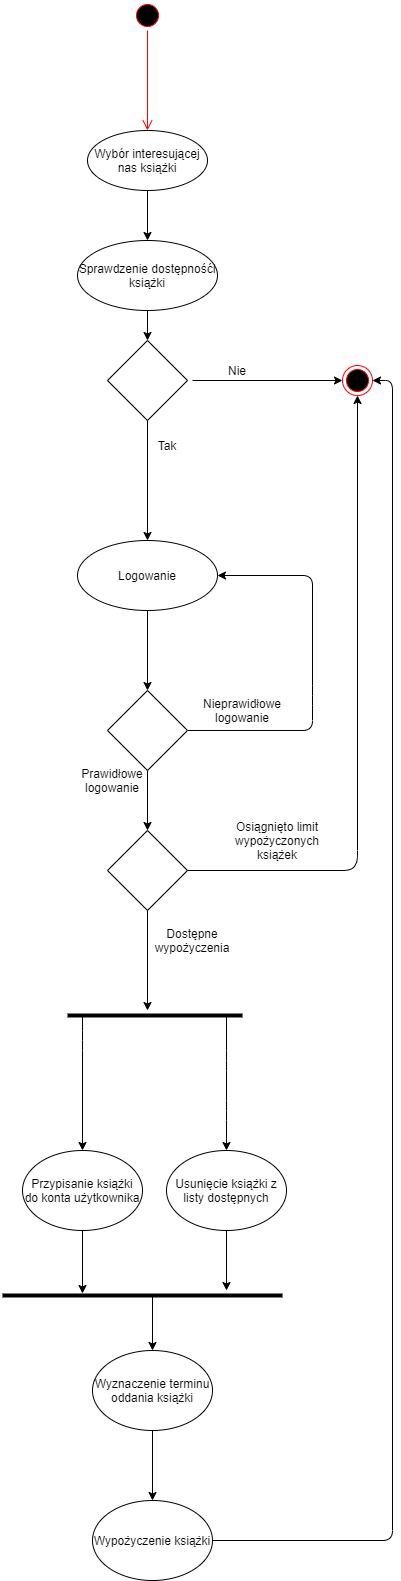 Wybór interesującej
nas książki
Sprawdzenie dostępnośći
książki
Nie
Tak
Logowanie
Nieprawidłowe
logowanie
Prawidłowe
logowanie
Osiągnięto limit
wypożyczonych
książek
Dostępne
wypożyczenia
Przypisanie książki
do konta użytkownika
Usunięcie książki z
listy dostępnych
Wyznaczenie terminu
oddania książki
Wypożyczenie książki